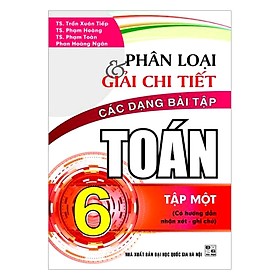 TS. Trần Xuân Tiếp
TS. Phạm Hoàng
TS. Phạm Toàn
Phan Hoàng Ngân
PHÂN LOẠI
& GIẢI CHI TIẾT
CÁC DẠNG BÀI TẬP
TOÁN
6
TẬP MỘT
(Có hướng dẫn
nhận xét - ghi chú)
NHÀ XUẤT BẢN ĐẠI HỌC QUỐC GIA HÀ NỘI